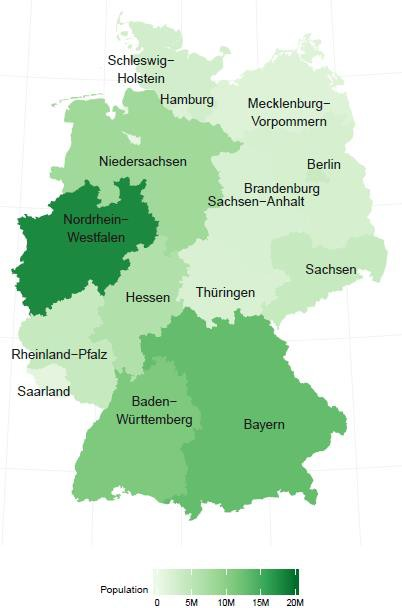 Schleswig−
Holstein
Hamburg
Mecklenburg−
Vorpommern
Niedersachsen
Berlin
Brandenburg
Sachsen−Anhalt
Nordrhein−
Westfalen
Sachsen
Hessen
Thüringen
Rheinland−Pfalz
Saarland
Baden−
Württemberg
Bayern
Population
0 5M 10M 15M 20M